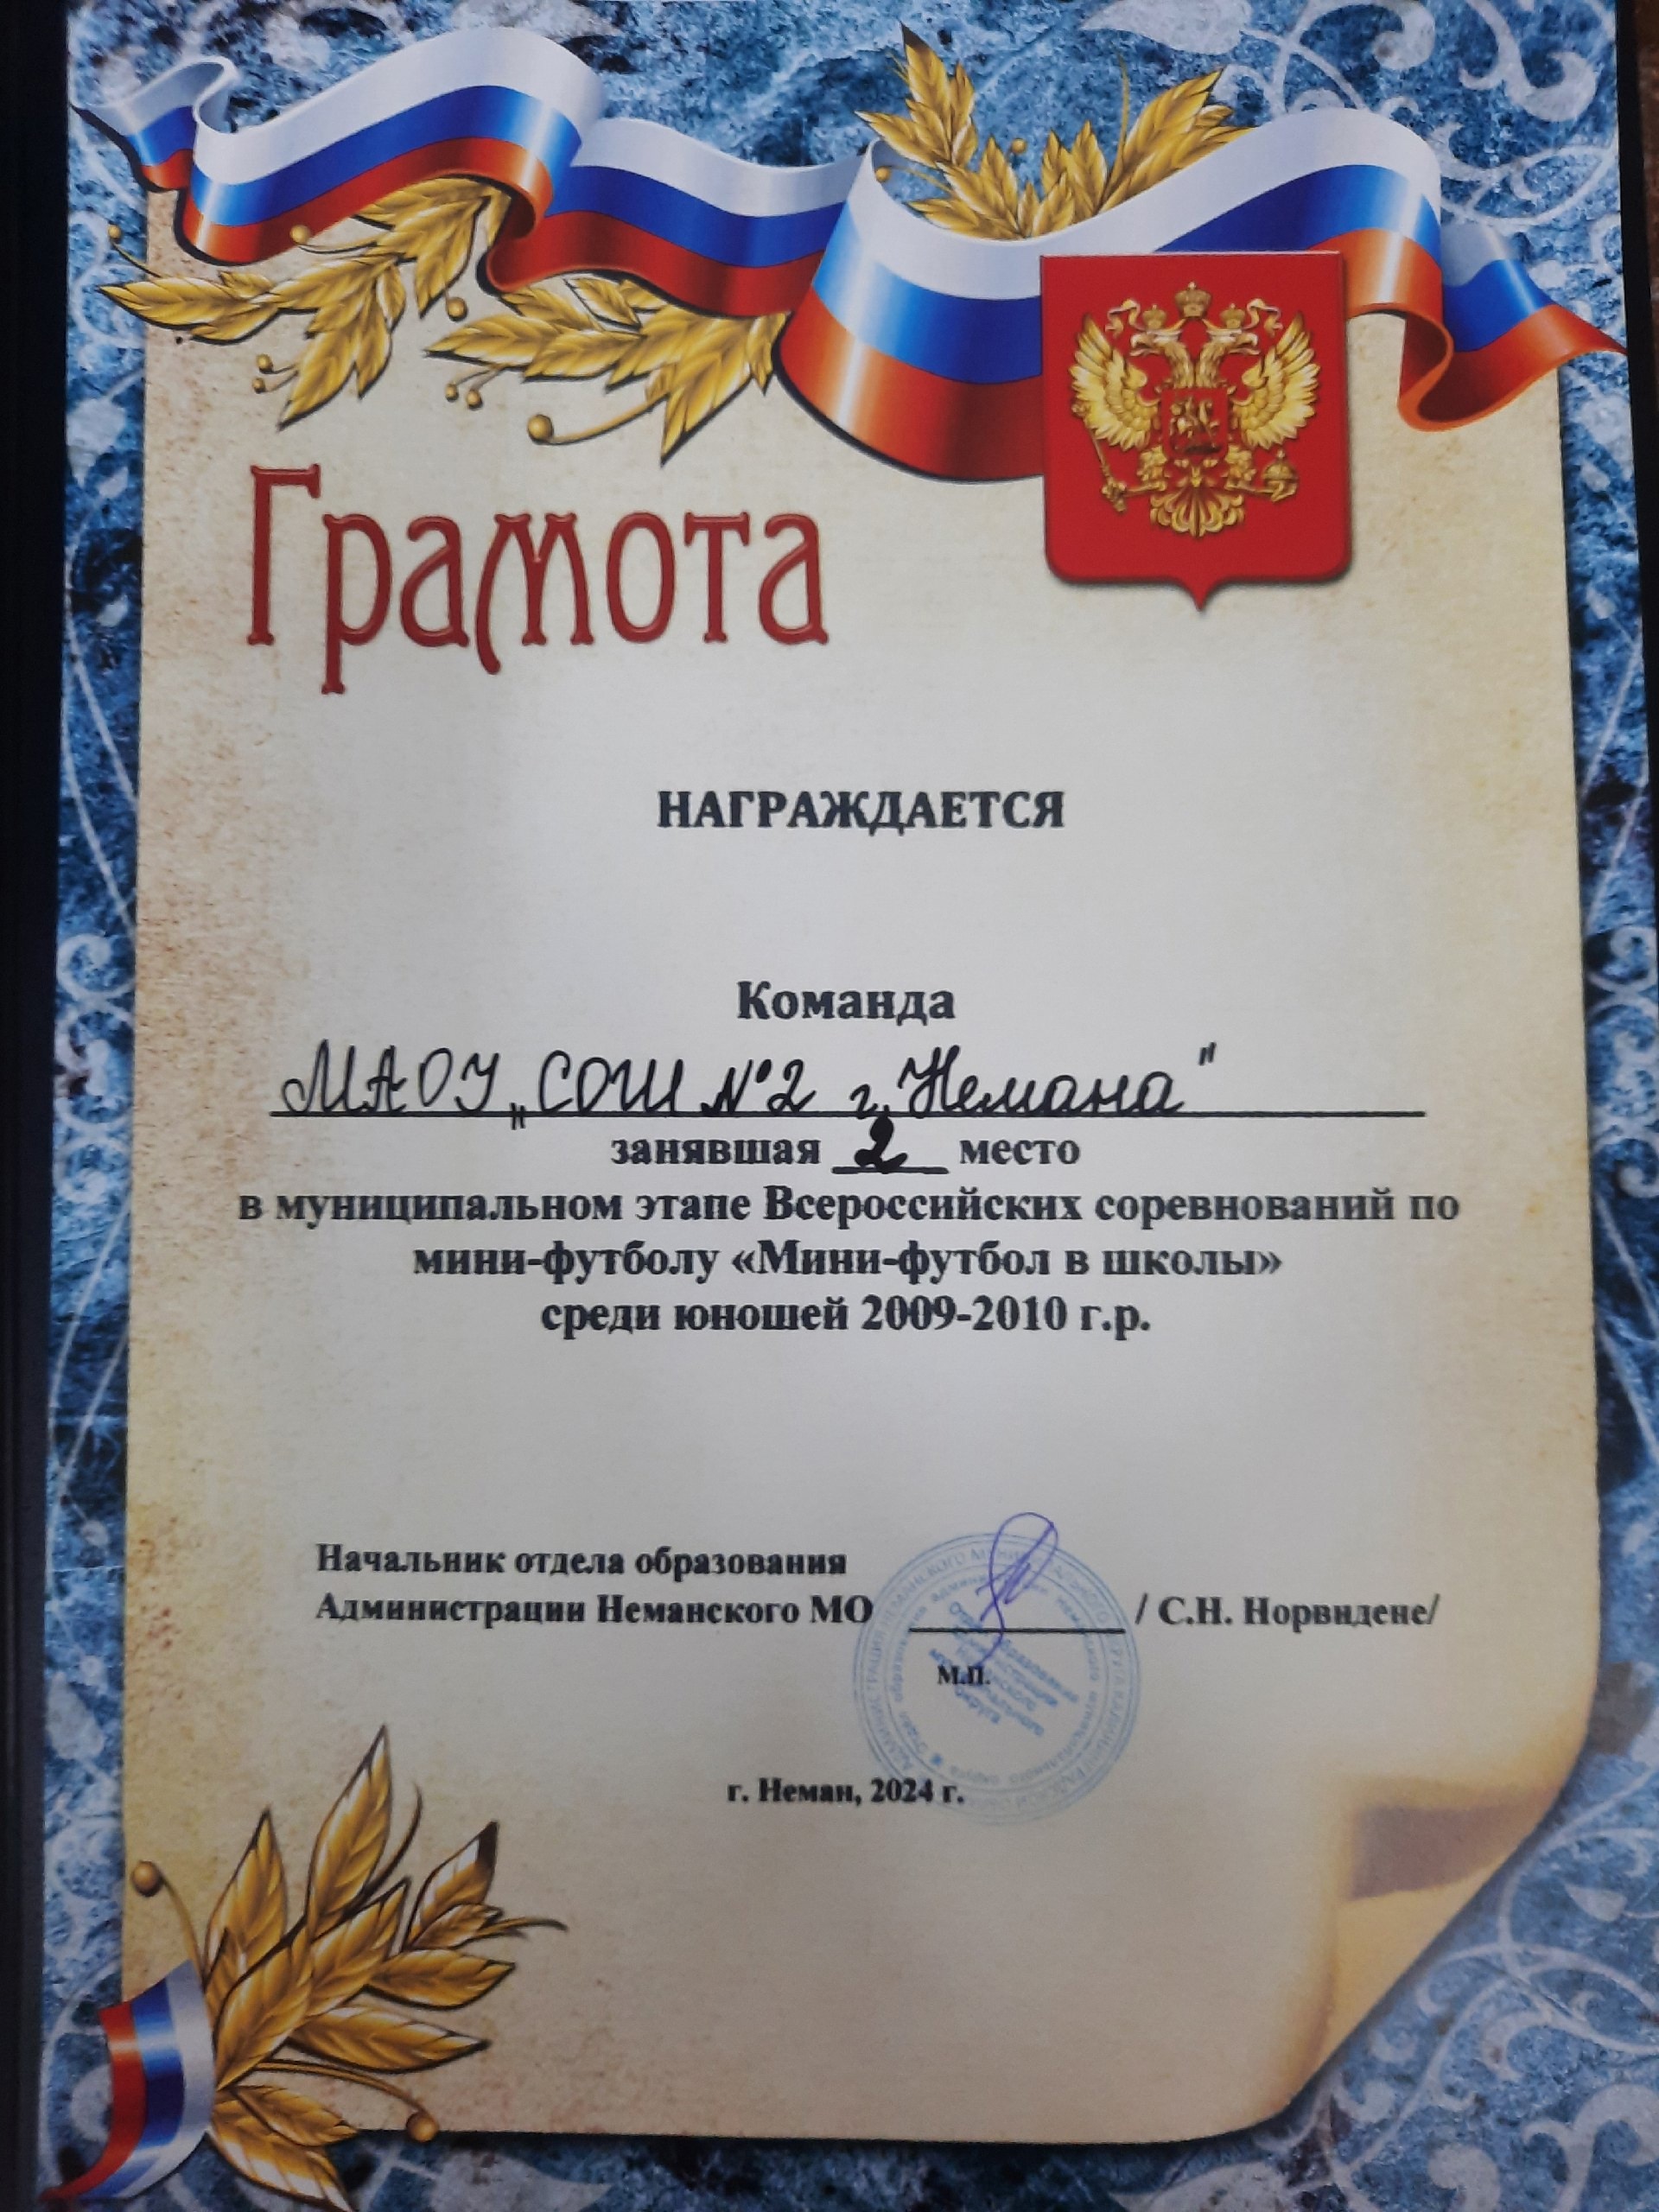 Грамота
НАГРАЖДАЕТСЯ
Команда
МАОУ „СОШ №2 г. Немана"
занявшая 2 место
в муниципальном этапе Всероссийских соревнований по
мини-футболу «Мини-футбол в школы»
среди юношей 2009-2010 г.р.
Начальник отдела образования
Администрации Неманского МО / С.Н. Норвидене/
М.П.
г. Неман, 2024 г.